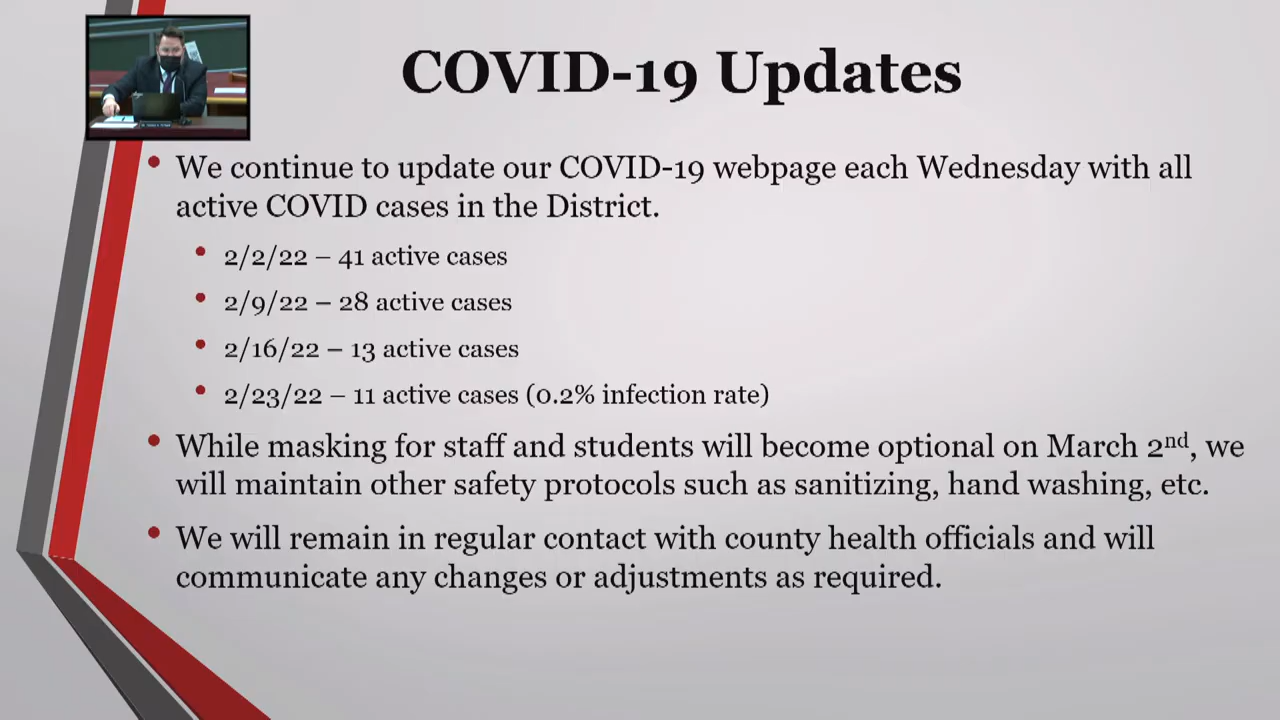 COVID-19 Updates
• We continue to update our COVID-19 webpage each Wednesday with all
active COVID cases in the District.
• 2/2/22 – 41 active cases
• 2/9/22 – 28 active cases
• 2/16/22 – 13 active cases
• 2/23/22 – 11 active cases (0.2% infection rate)
• While masking for staff and students will become optional on March 2nd, we
will maintain other safety protocols such as sanitizing, hand washing, etc.
• We will remain in regular contact with county health officials and will
communicate any changes or adjustments as required.